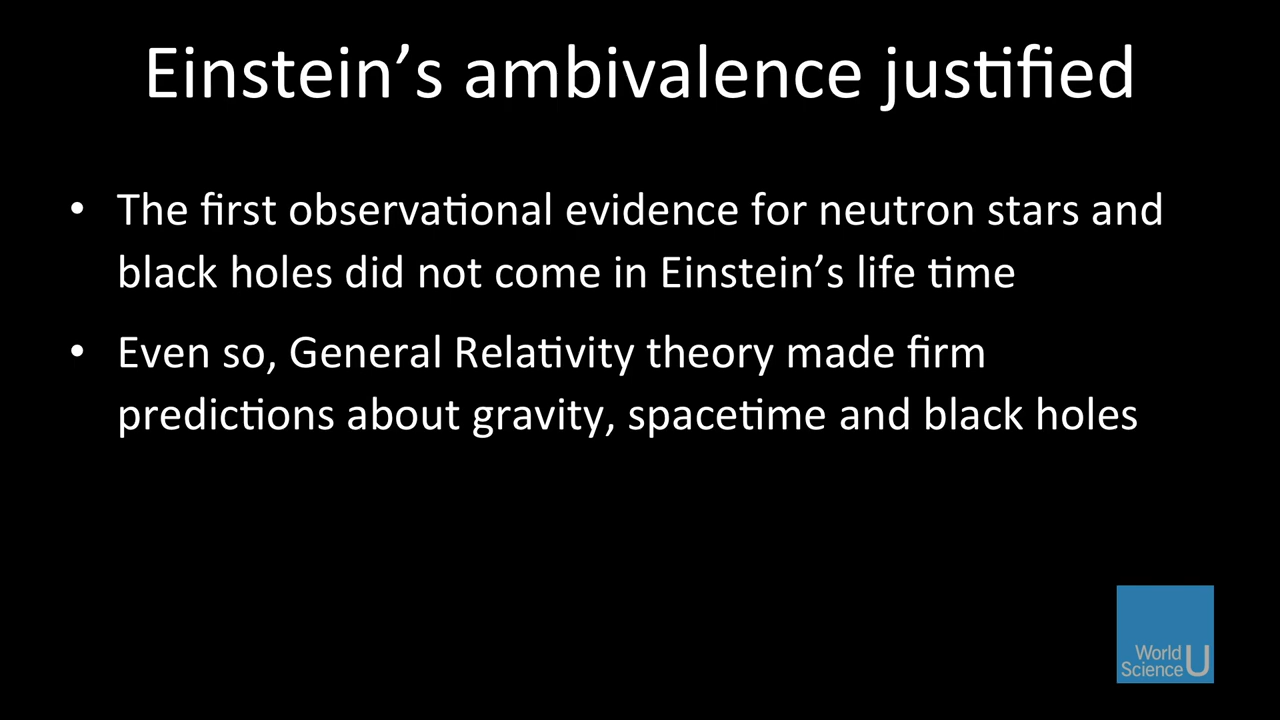 Einstein’s ambivalence justified
• The first observational evidence for neutron stars and
black holes did not come in Einstein’s life time
• Even so, General Relativity theory made firm
predictions about gravity, spacetime and black holes
World
Science U